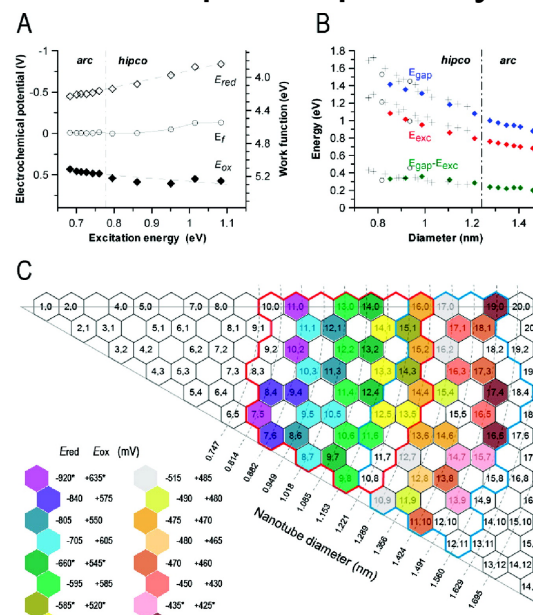 A
B
arc
hipco
hipco
arc
Electrochemical potential (V)
-1
-0.5
0
0.5
Ered
Ef
Eox
4.0
4.4
4.8
5.2
Work function (eV)
0.7 0.8 0.9 1 1.1
Excitation energy (eV)
Energy (eV)
1.8
1.6
1.4
1.2
1
0.8
0.6
0.4
0.2
0
Egap
Eexc
Egap-Eexc
0.8 1 1.2 1.4
Diameter (nm)
C
1,0 2,0 4,0 5,0 7,0 8,0 10,0 11,0 13,0 14,0 16,0 17,0 19,0 20,0
2,1 3,1 5,1 6,1 8,1 9,1 11,1 12,1 14,1 15,1 17,1 18,1
3,2 4,2 6,2 7,2 9,2 10,2 12,2 13,2 15,2 16,2 18,2 19,2
4,3 5,3 7,3 8,3 10,3 11,3 13,3 14,3 16,3 17,3
5,4 6,4 8,4 9,4 11,4 12,4 14,4 15,4 17,4
6,5 7,5 9,5 10,5 12,5 13,5 15,5 16,5
7,6 8,6 10,6 11,6 13,6 14,6 16,6
8,7 9,7 11,7 12,7 14,7 15,7
9,8 10,8 12,8 13,8 15,8 16,8
10,9 11,9 13,9 14,9
11,10 12,10 14,10
12,11 13,11
13,12
0.747
0.814
0.882
0.949
1.018
1.085
1.153
1.221
1.289
1.356
1.424
1.491
1.560
1.629
1.695
Nanotube diameter (nm)
Ered Eox (mV)
-920* +635* -515 +485
-840 +575 -490 +480
-805 +550 -475 +470
-705 +605 -480 +465
-660* +545* -470 +460
-595 +585 -450 +430
-585* +520* -435* +425*